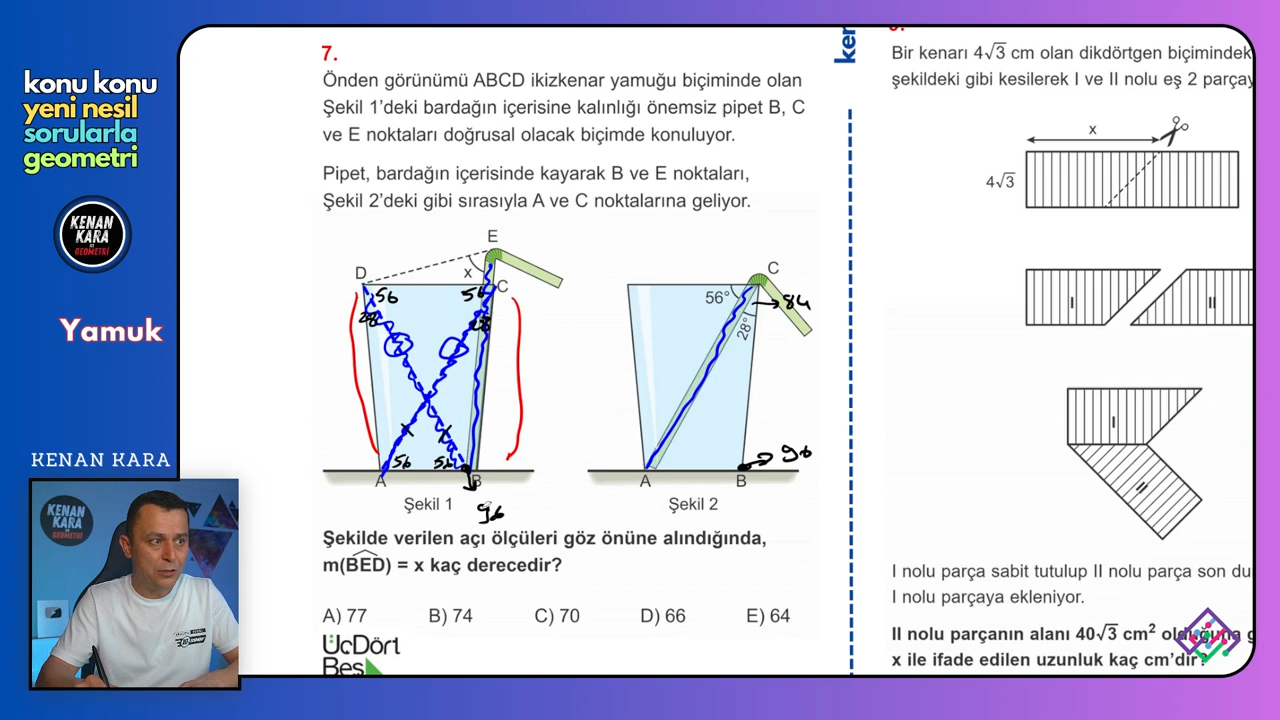 konu konu
yeni nesil
sorularla
geometri
KENAN
KARA
ile
GEOMETRİ
Yamuk
KENAN KARA
7.
Önden görünümü ABCD ikizkenar yamuğu biçiminde olan
Şekil 1’deki bardağın içerisine kalınlığı önemsiz pipet B, C
ve E noktaları doğrusal olacak biçimde konuluyor.
Pipet, bardağın içerisinde kayarak B ve E noktaları,
Şekil 2’deki gibi sırasıyla A ve C noktalarına geliyor.
E
D
x
C
56
56
28
28
56
56
A
B
96
Şekil 1
C
56°
84
28°
96
A
B
Şekil 2
Şekilde verilen açı ölçüleri göz önüne alındığında,
m(BED) = x kaç derecedir?
A) 77 B) 74 C) 70 D) 66 E) 64
ÜçDört
Beş
ker
Bir kenarı 4√3 cm olan dikdörtgen biçimindek
şekildeki gibi kesilerek I ve II nolu eş 2 parçay
x
4√3
I
II
I
II
I nolu parça sabit tutulup II nolu parça son du
I nolu parçaya ekleniyor.
II nolu parçanın alanı 40√3 cm² olduğuna g
x ile ifade edilen uzunluk kaç cm’dir?